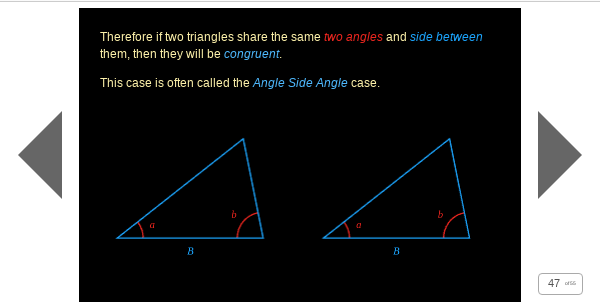 Therefore if two triangles share the same two angles and side between
them, then they will be congruent.
This case is often called the Angle Side Angle case.
a
b
a
b
B
B
47 of 55